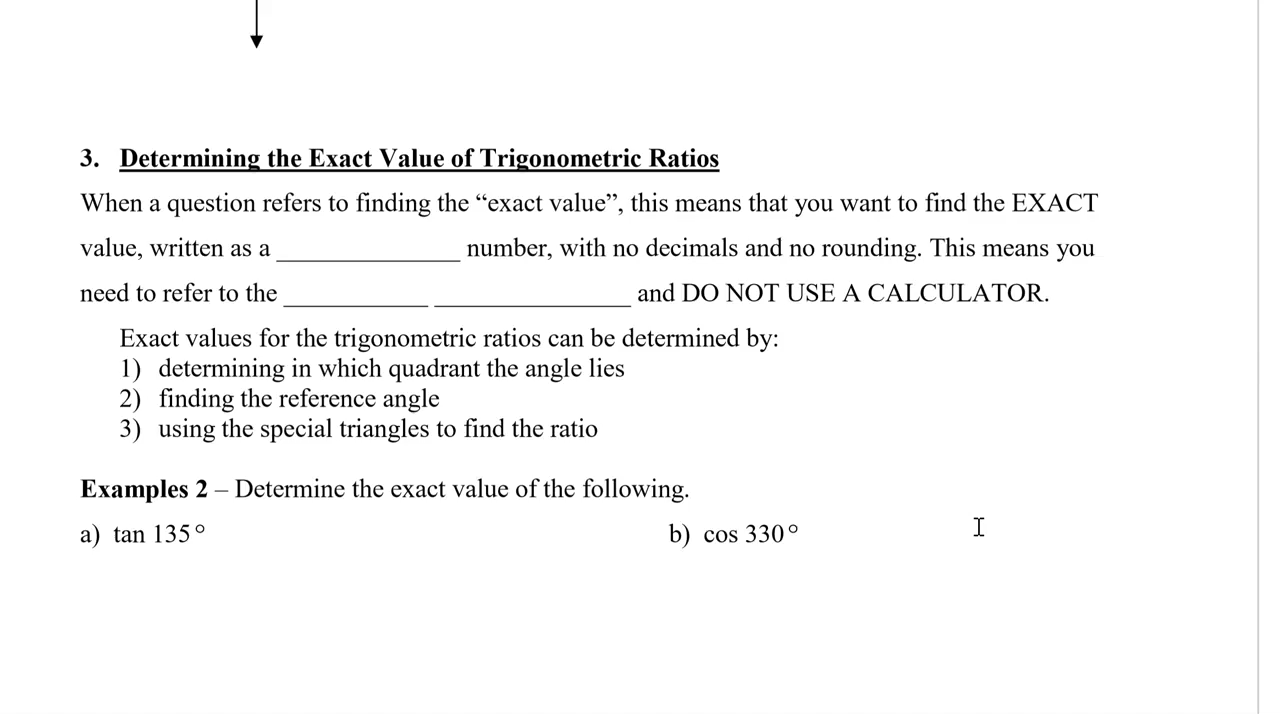 3. Determining the Exact Value of Trigonometric Ratios
When a question refers to finding the “exact value”, this means that you want to find the EXACT
value, written as a ______________ number, with no decimals and no rounding. This means you
need to refer to the ___________ _______________ and DO NOT USE A CALCULATOR.
Exact values for the trigonometric ratios can be determined by:
1) determining in which quadrant the angle lies
2) finding the reference angle
3) using the special triangles to find the ratio
Examples 2 – Determine the exact value of the following.
a) tan 135° b) cos 330°